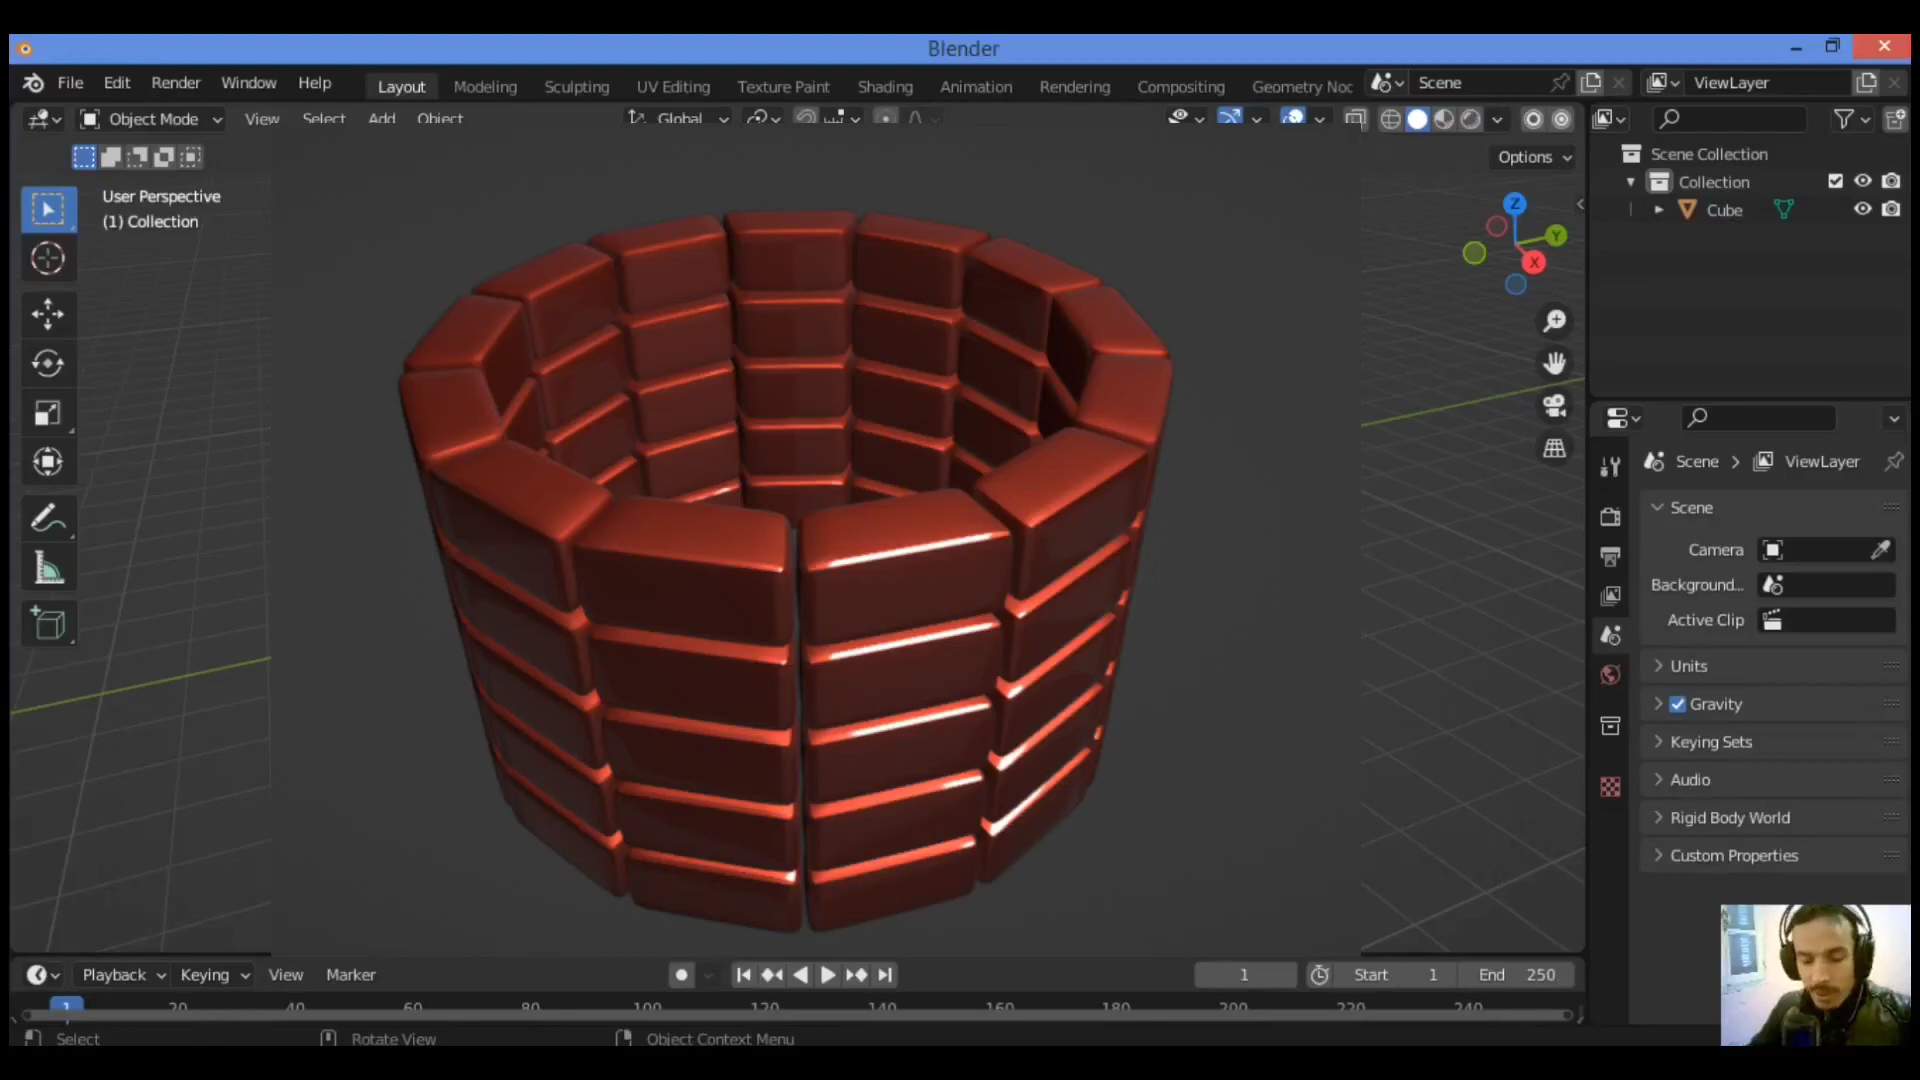 Blender
File Edit Render Window Help Layout Modeling Sculpting UV Editing Texture Paint Shading Animation Rendering Compositing Geometry Noc Scene ViewLayer
Object Mode View Select Add Object Global
Options
User Perspective
(1) Collection
Z
Y
X
Scene Collection
Collection
Cube
Scene > ViewLayer
Scene
Camera
Background...
Active Clip
Units
Gravity
Keying Sets
Audio
Rigid Body World
Custom Properties
Playback Keying View Marker 1 Start 1 End 250
1 20 40 60 80 100 120 140 160 180 200 220 240
Select Rotate View Object Context Menu